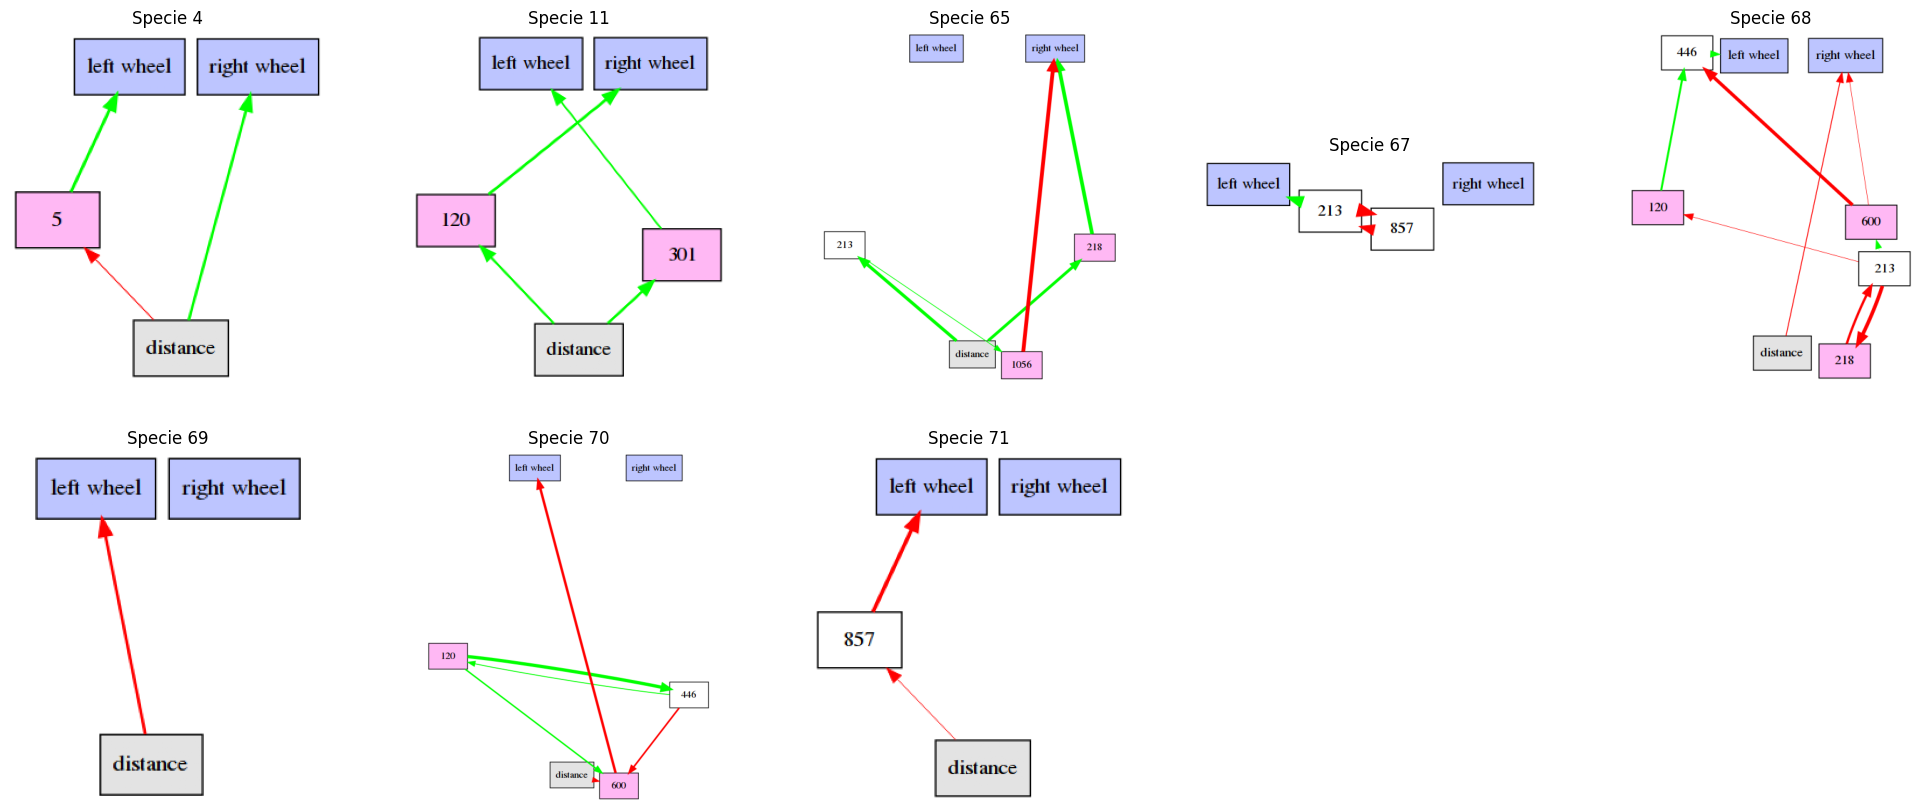 Specie 4
left wheel
right wheel
5
distance
Specie 11
left wheel
right wheel
120
301
distance
Specie 65
left wheel
right wheel
213
218
distance
1056
Specie 67
left wheel
right wheel
213
857
Specie 68
446
left wheel
right wheel
120
600
213
distance
218
Specie 69
left wheel
right wheel
distance
Specie 70
left wheel
right wheel
120
446
distance
600
Specie 71
left wheel
right wheel
857
distance